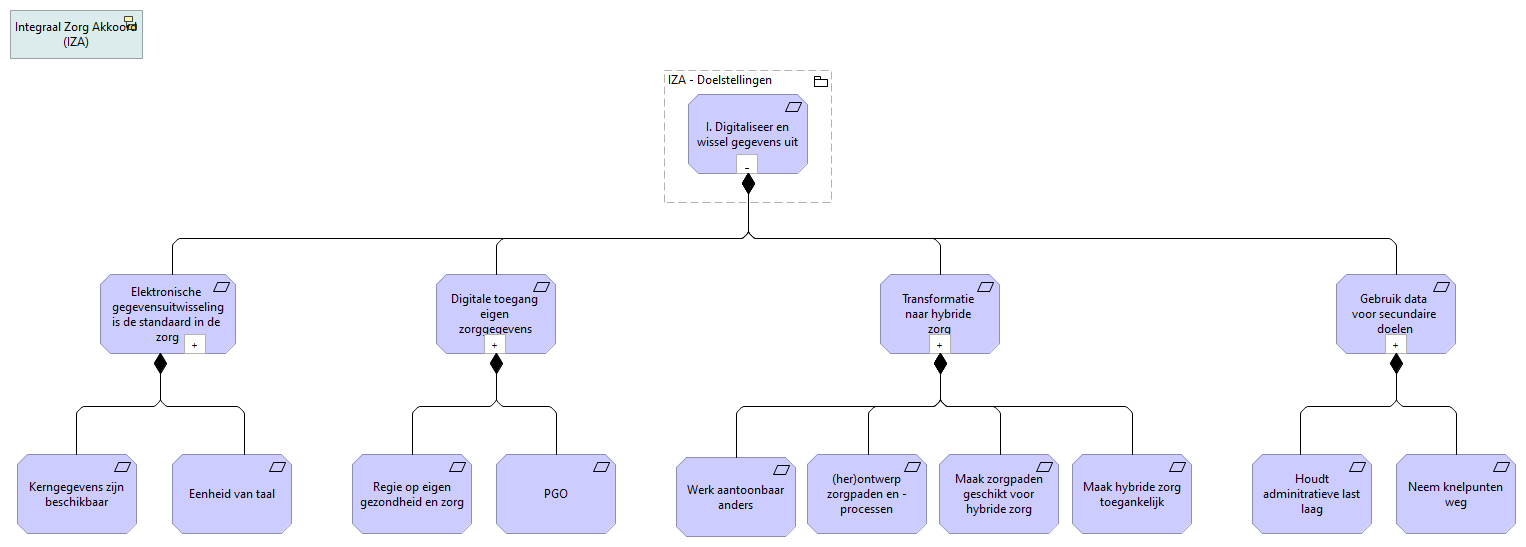 Integraal Zorg Akkoord
(IZA)
IZA - Doelstellingen
I. Digitaliseer en
wissel gegevens uit
-
Elektronische
gegevensuitwisseling
is de standaard in de
zorg
+
Digitale toegang
eigen
zorggegevens
+
Transformatie
naar hybride
zorg
+
Gebruik data
voor secundaire
doelen
+
Kerngegevens zijn
beschikbaar
Eenheid van taal
Regie op eigen
gezondheid en zorg
PGO
Werk aantoonbaar
anders
(her)ontwerp
zorgpaden en -
processen
Maak zorgpaden
geschikt voor
hybride zorg
Maak hybride zorg
toegankelijk
Houdt
adminitratieve last
laag
Neem knelpunten
weg